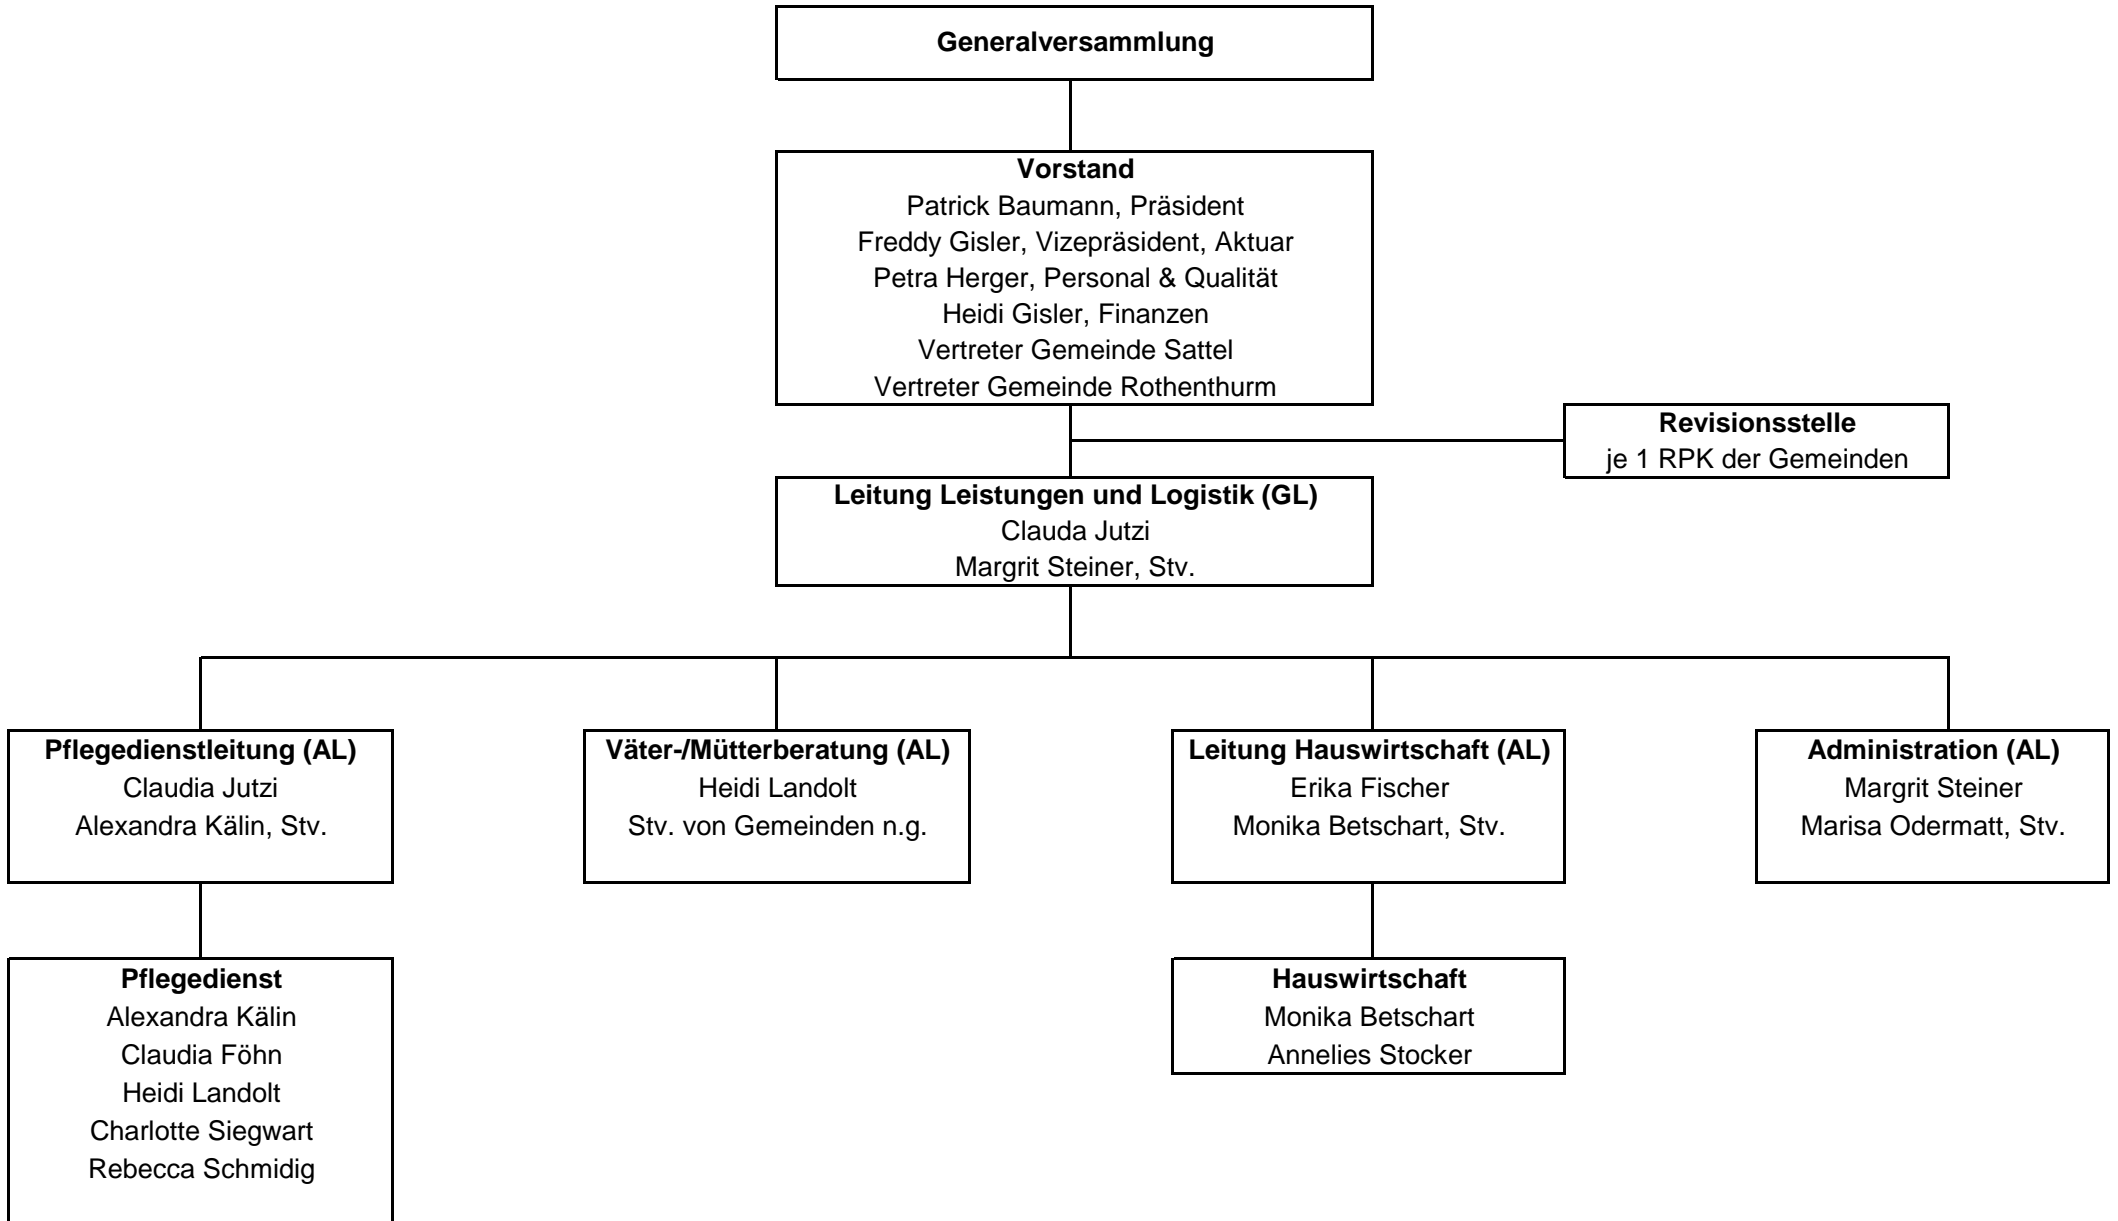 Generalversammlung
Vorstand
Patrick Baumann, Präsident
Freddy Gisler, Vizepräsident, Aktuar
Petra Herger, Personal & Qualität
Heidi Gisler, Finanzen
Vertreter Gemeinde Sattel
Vertreter Gemeinde Rothenthurm
Revisionsstelle
je 1 RPK der Gemeinden
Leitung Leistungen und Logistik (GL)
Clauda Jutzi
Margrit Steiner, Stv.
Pflegedienstleitung (AL)
Claudia Jutzi
Alexandra Kälin, Stv.
Väter-/Mütterberatung (AL)
Heidi Landolt
Stv. von Gemeinden n.g.
Leitung Hauswirtschaft (AL)
Erika Fischer
Monika Betschart, Stv.
Administration (AL)
Margrit Steiner
Marisa Odermatt, Stv.
Pflegedienst
Alexandra Kälin
Claudia Föhn
Heidi Landolt
Charlotte Siegwart
Rebecca Schmidig
Hauswirtschaft
Monika Betschart
Annelies Stocker